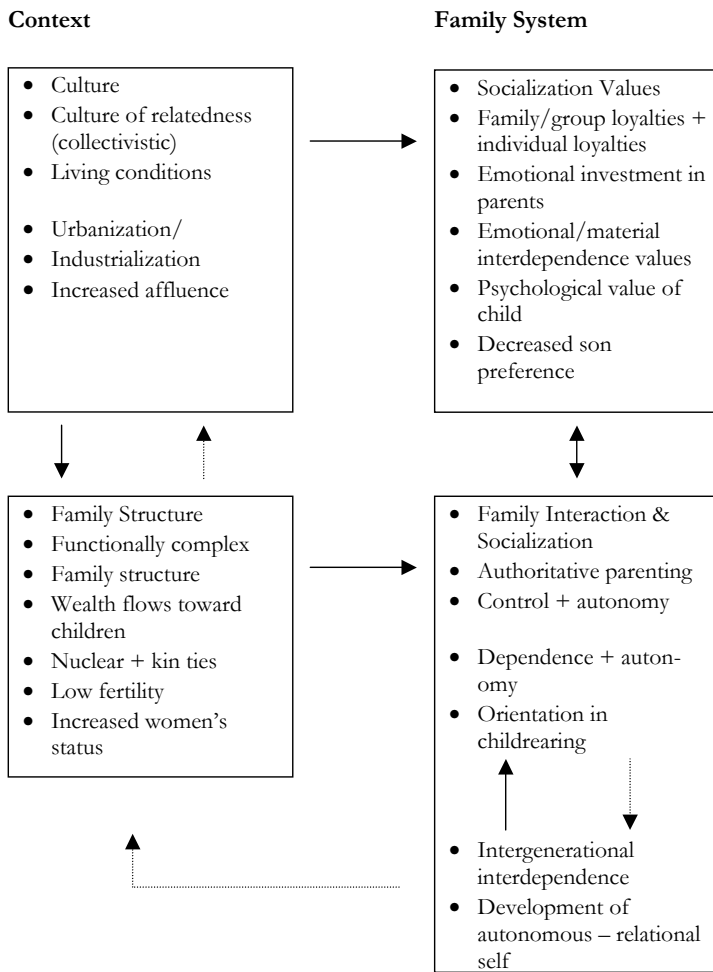 Context
• Culture
• Culture of relatedness
(collectivistic)
• Living conditions
• Urbanization/
• Industrialization
• Increased affluence
Family System
• Socialization Values
• Family/group loyalties +
individual loyalties
• Emotional investment in
parents
• Emotional/material
interdependence values
• Psychological value of
child
• Decreased son
preference
• Family Structure
• Functionally complex
• Family structure
• Wealth flows toward
children
• Nuclear + kin ties
• Low fertility
• Increased women’s
status
• Family Interaction &
Socialization
• Authoritative parenting
• Control + autonomy
• Dependence + auton-
omy
• Orientation in
childrearing
• Intergenerational
interdependence
• Development of
autonomous – relational
self